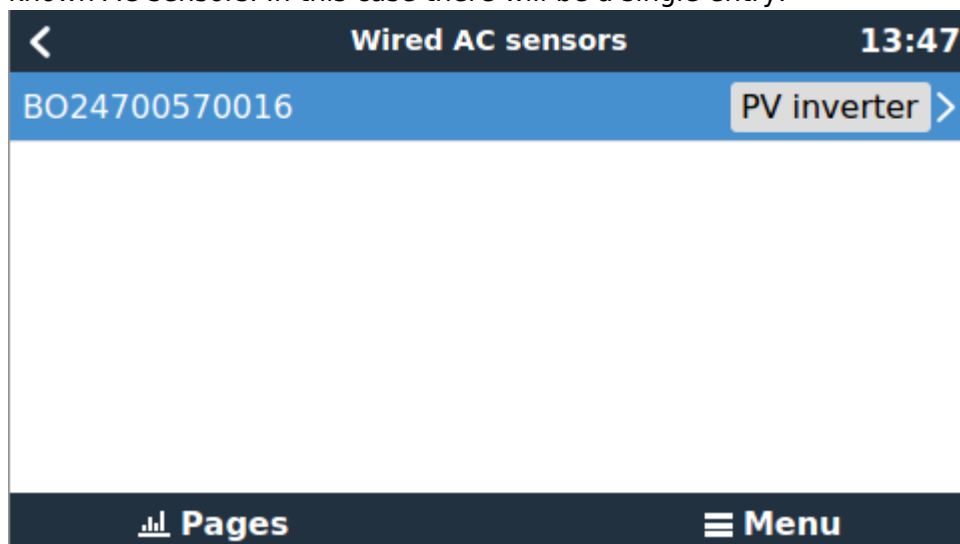 known AC sensors. In this case there will be a single entry.
Wired AC sensors 13:47
BO24700570016 PV inverter
Pages Menu